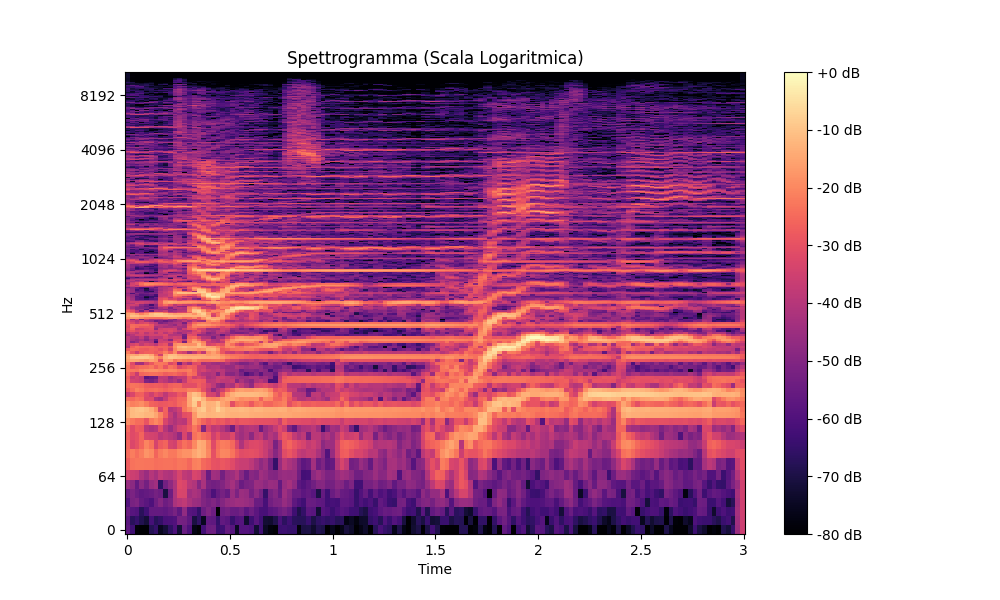 Spettrogramma (Scala Logaritmica)
Hz
8192
4096
2048
1024
512
256
128
64
0
0
0.5
1
1.5
2
2.5
3
Time
+0 dB
-10 dB
-20 dB
-30 dB
-40 dB
-50 dB
-60 dB
-70 dB
-80 dB